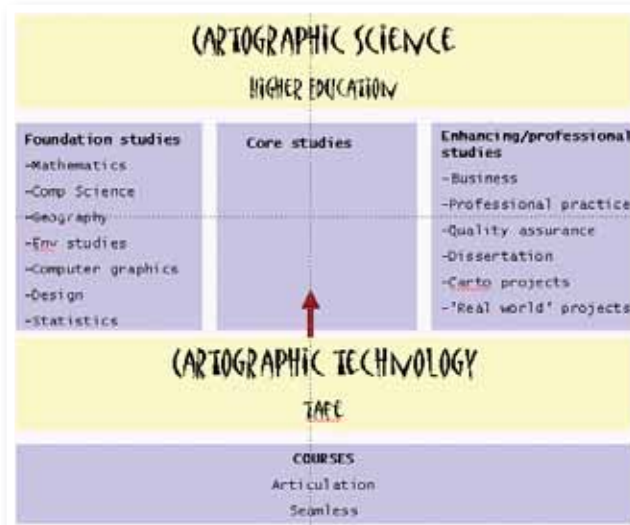 CARTOGRAPHIC SCIENCE
HIGHER EDUCATION
Foundation studies
-Mathematics
-Comp Science
-Geography
-Env studies
-Computer graphics
-Design
-Statistics
Core studies
Enhancing/professional
studies
-Business
-Professional practice
-Quality assurance
-Dissertation
-Carto projects
-'Real world' projects
CARTOGRAPHIC TECHNOLOGY
TAFE
COURSES
Articulation
Seamless